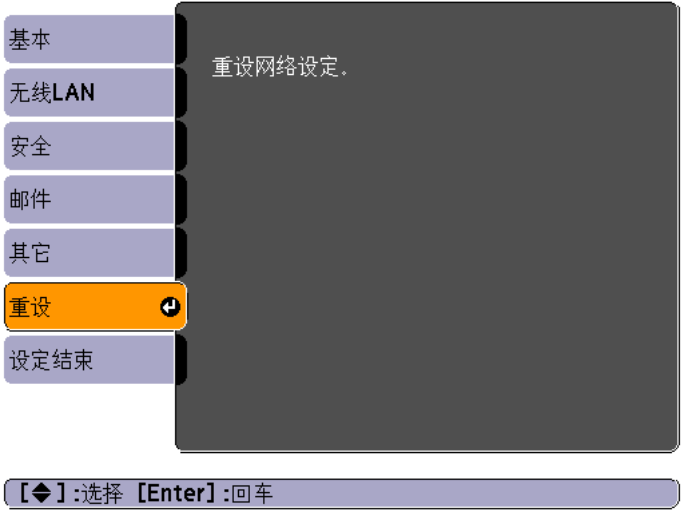 基本
无线LAN
安全
邮件
其它
重设
设定结束
重设网络设定.
[◆]:选择 [Enter]:回车